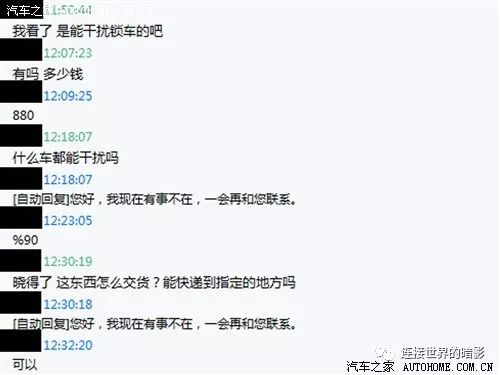 汽车之家
11:59:44
我看了 是能干扰锁车的吧
12:07:23
有吗 多少钱
12:09:25
880
12:18:07
什么车都能干扰吗
12:18:07
[自动回复]您好，我现在有事不在，一会再和您联系。
12:23:05
%90
12:30:19
晓得了 这东西怎么交货？能快递到指定的地方吗
12:30:18
[自动回复]您好，我现在有事不在，一会再和您联系。
12:32:20
可以
连接世界的暗影
汽车之家 AUTOHOME.COM.CN